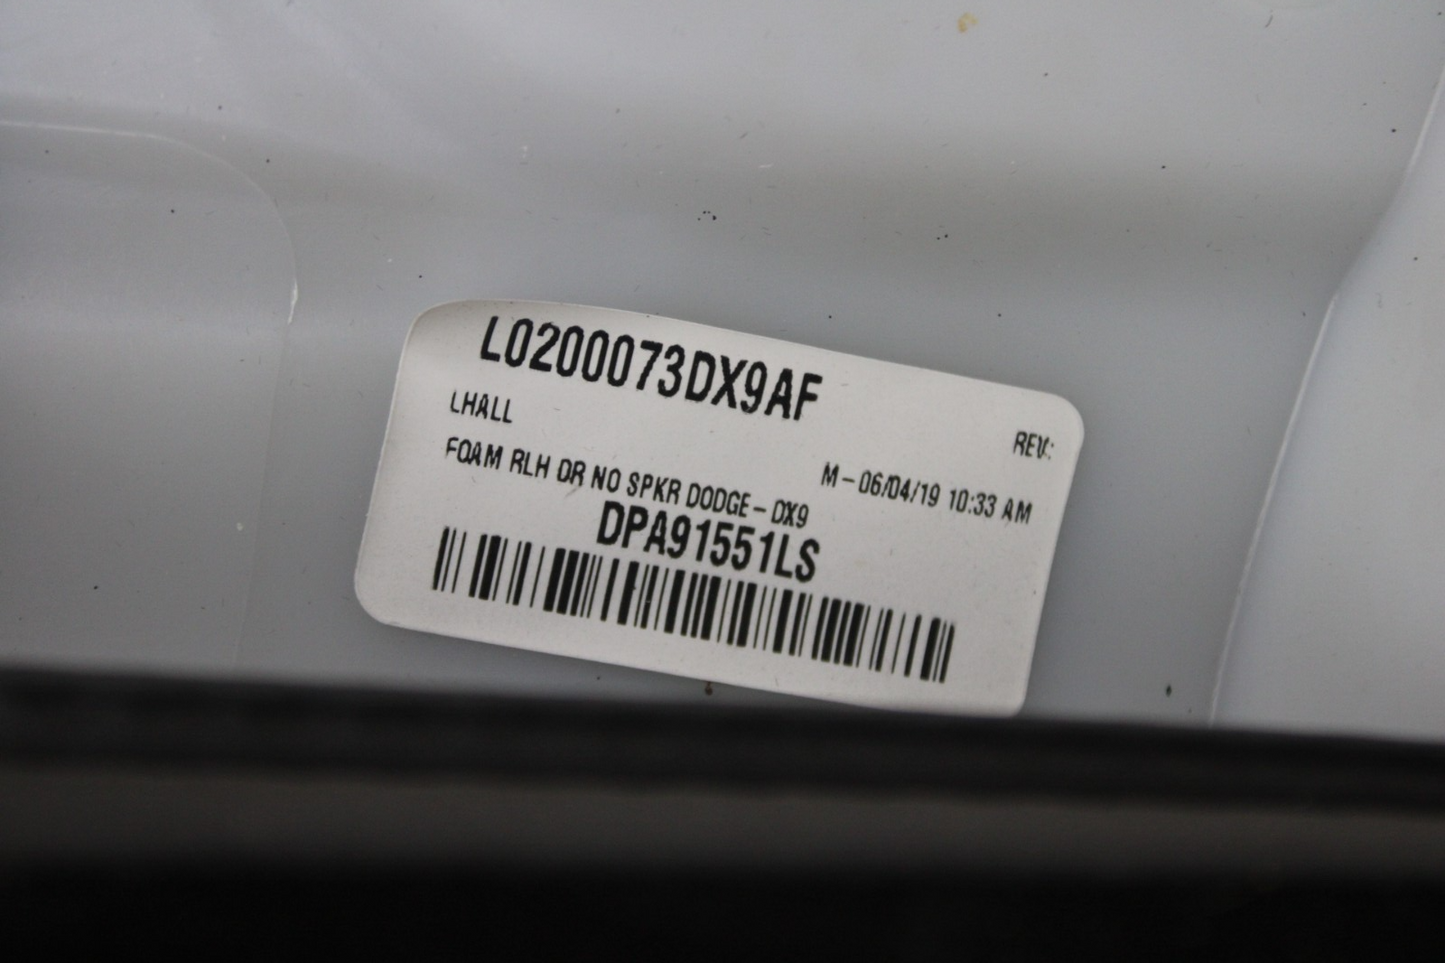 L0200073DX9AF
LHALL
REV:
FOAM RLH DR NO SPKR DODGE - DX9
M - 06/04/19 10:33 AM
DPA91551LS